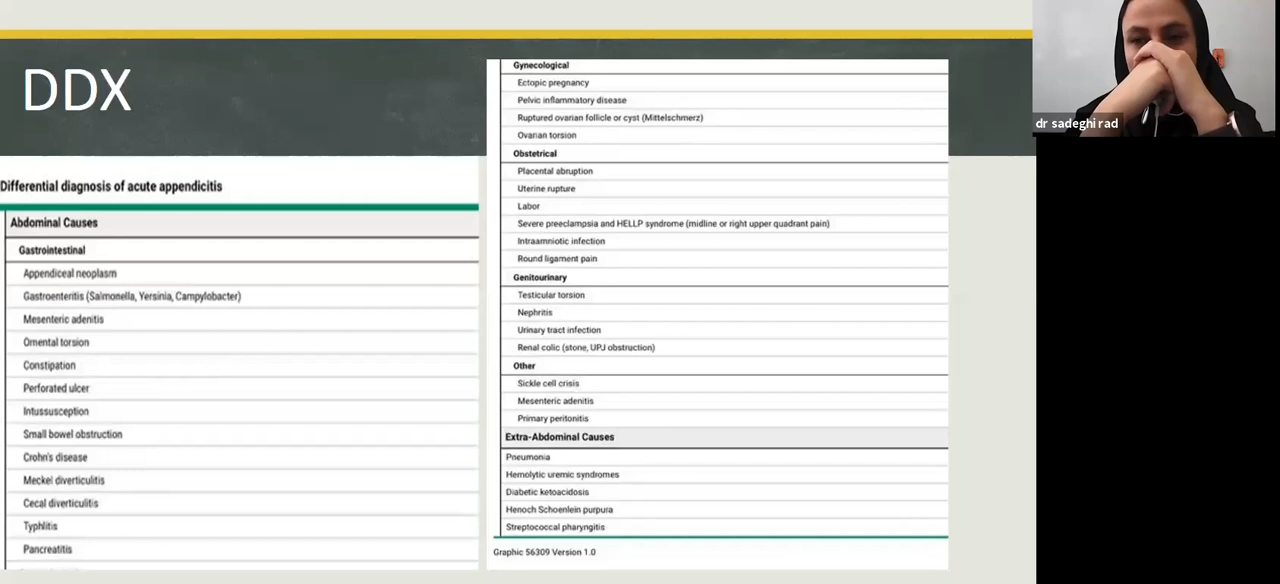 DDX
Differential diagnosis of acute appendicitis
Abdominal Causes
Gastrointestinal
Appendiceal neoplasm
Gastroenteritis (Salmonella, Yersinia, Campylobacter)
Mesenteric adenitis
Omental torsion
Constipation
Perforated ulcer
Intussusception
Small bowel obstruction
Crohn's disease
Meckel diverticulitis
Cecal diverticulitis
Typhlitis
Pancreatitis
Gynecological
Ectopic pregnancy
Pelvic inflammatory disease
Ruptured ovarian follicle or cyst (Mittelschmerz)
Ovarian torsion
Obstetrical
Placental abruption
Uterine rupture
Labor
Severe preeclampsia and HELLP syndrome (midline or right upper quadrant pain)
Intraamniotic infection
Round ligament pain
Genitourinary
Testicular torsion
Nephritis
Urinary tract infection
Renal colic (stone, UPJ obstruction)
Other
Sickle cell crisis
Mesenteric adenitis
Primary peritonitis
Extra-Abdominal Causes
Pneumonia
Hemolytic uremic syndromes
Diabetic ketoacidosis
Henoch Schoenlein purpura
Streptococcal pharyngitis
Graphic 56309 Version 1.0
dr sadeghi rad